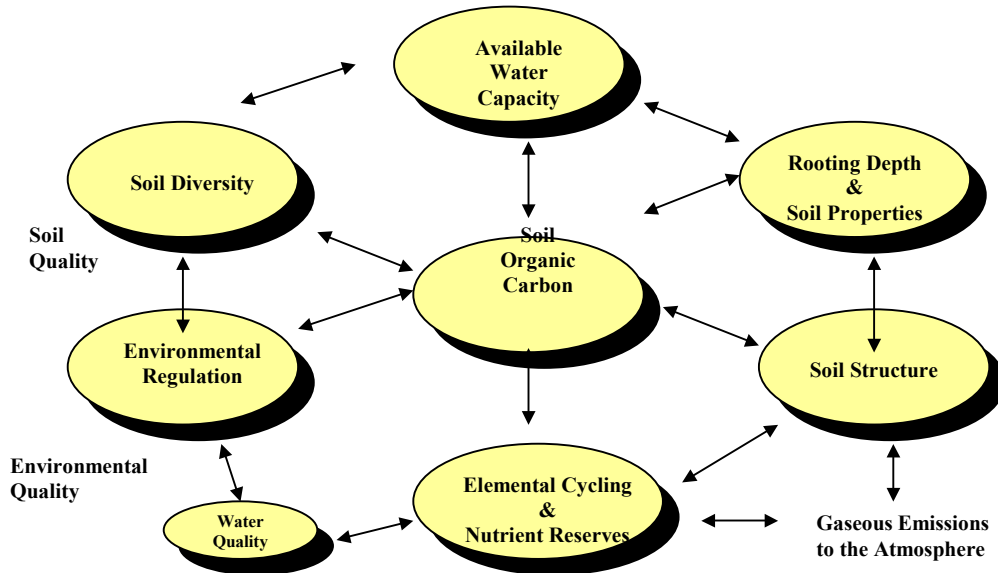 Available
Water
Capacity
Soil Diversity
Rooting Depth
&
Soil Properties
Soil
Quality
Soil
Organic
Carbon
Environmental
Regulation
Soil Structure
Environmental
Quality
Elemental Cycling
&
Nutrient Reserves
Water
Quality
Gaseous Emissions
to the Atmosphere